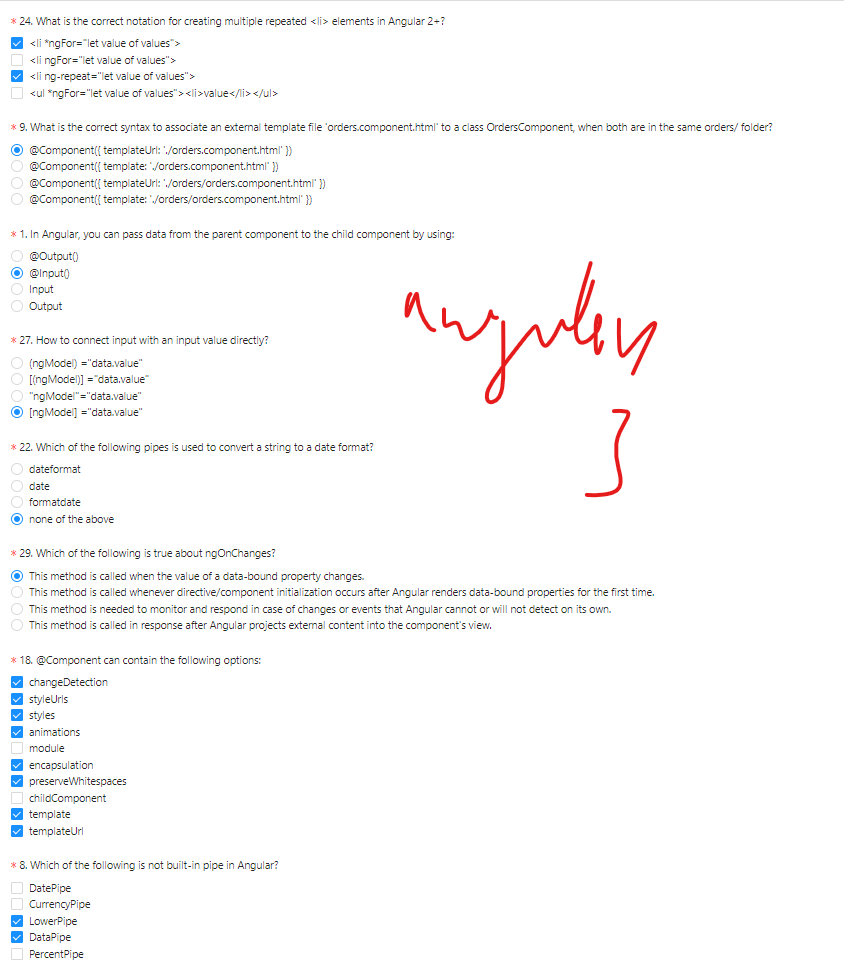 * 24. What is the correct notation for creating multiple repeated <li> elements in Angular 2+?
<li *ngFor="let value of values">
<li ngFor="let value of values">
<li ng-repeat="let value of values">
<ul *ngFor="let value of values"><li>value</li></ul>
* 9. What is the correct syntax to associate an external template file 'orders.component.html' to a class OrdersComponent, when both are in the same orders/ folder?
@Component({ templateUrl: './orders.component.html' })
@Component({ template: './orders.component.html' })
@Component({ templateUrl: './orders/orders.component.html' })
@Component({ template: './orders/orders.component.html' })
* 1. In Angular, you can pass data from the parent component to the child component by using:
@Output()
@Input()
Input
Output
* 27. How to connect input with an input value directly?
(ngModel) ="data.value"
[(ngModel)] ="data.value"
"ngModel"="data.value"
[ngModel] ="data.value"
* 22. Which of the following pipes is used to convert a string to a date format?
dateformat
date
formatdate
none of the above
* 29. Which of the following is true about ngOnChanges?
This method is called when the value of a data-bound property changes.
This method is called whenever directive/component initialization occurs after Angular renders data-bound properties for the first time.
This method is needed to monitor and respond in case of changes or events that Angular cannot or will not detect on its own.
This method is called in response after Angular projects external content into the component's view.
* 18. @Component can contain the following options:
changeDetection
styleUrls
styles
animations
module
encapsulation
preserveWhitespaces
childComponent
template
templateUrl
* 8. Which of the following is not built-in pipe in Angular?
DatePipe
CurrencyPipe
LowerPipe
DataPipe
PercentPipe